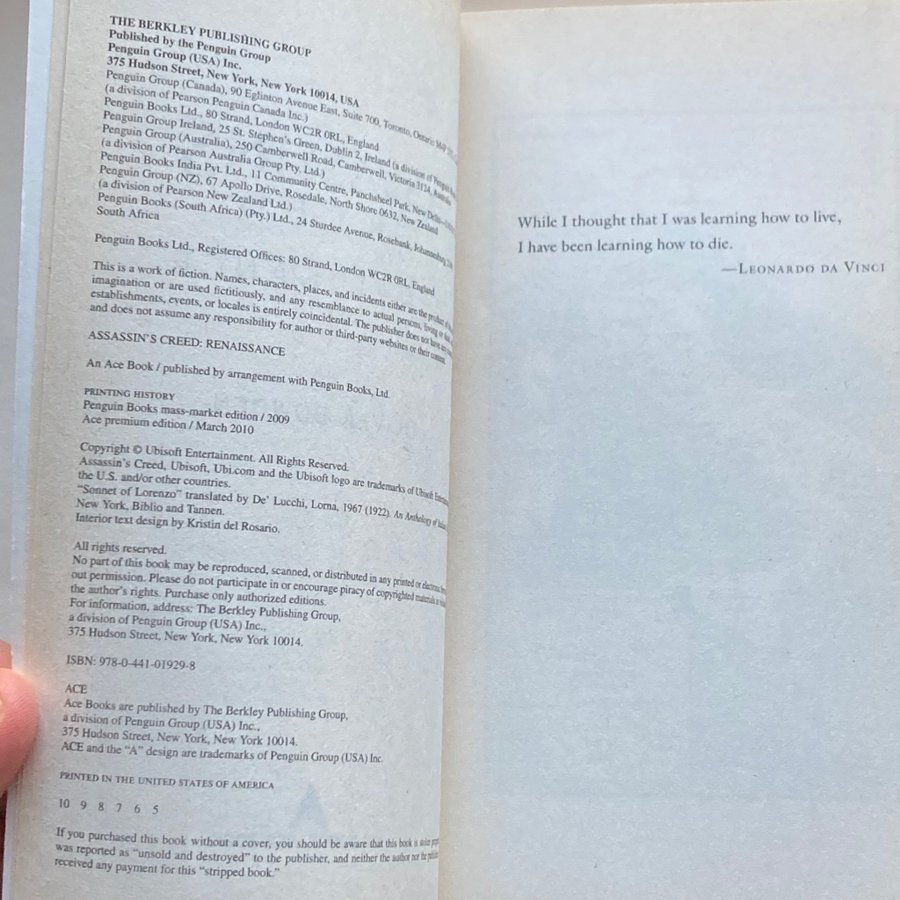 THE BERKLEY PUBLISHING GROUP
Published by the Penguin Group
Penguin Group (USA) Inc.
375 Hudson Street, New York, New York 10014, USA
Penguin Group (Canada), 90 Eglinton Avenue East, Suite 700, Toronto, Ontario
(a division of Pearson Penguin Canada Inc.)
Penguin Books Ltd., 80 Strand, London WC2R 0RL, England
Penguin Group Ireland, 25 St. Stephen's Green, Dublin 2, Ireland (a division of Penguin
Penguin Group (Australia), 250 Camberwell Road, Camberwell, Victoria 3124, Australia
(a division of Pearson Australia Group Pty. Ltd.)
Penguin Books India Pvt. Ltd., 11 Community Centre, Panchsheel Park, New Delhi—
Penguin Group (NZ), 67 Apollo Drive, Rosedale, North Shore 0632, New Zealand
(a division of Pearson New Zealand Ltd.)
Penguin Books (South Africa) (Pty.) Ltd., 24 Sturdee Avenue, Rosebank, Johannesburg
South Africa
Penguin Books Ltd., Registered Offices: 80 Strand, London WC2R 0RL, England
This is a work of fiction. Names, characters, places, and incidents either are the product of
imagination or are used fictitiously, and any resemblance to actual persons, living or
establishments, events, or locales is entirely coincidental. The publisher does not have any
and does not assume any responsibility for author or third-party websites or their content.
ASSASSIN'S CREED: RENAISSANCE
An Ace Book / published by arrangement with Penguin Books, Ltd.
PRINTING HISTORY
Penguin Books mass-market edition / 2009
Ace premium edition / March 2010
Copyright © Ubisoft Entertainment. All Rights Reserved.
Assassin's Creed, Ubisoft, Ubi.com and the Ubisoft logo are trademarks of Ubisoft
the U.S. and/or other countries.
"Sonnet of Lorenzo" translated by De' Lucchi, Lorna, 1967 (1922). An Anthology of
New York, Biblio and Tannen.
Interior text design by Kristin del Rosario.
All rights reserved.
No part of this book may be reproduced, scanned, or distributed in any printed or electronic
out permission. Please do not participate in or encourage piracy of copyrighted materials in
the author's rights. Purchase only authorized editions.
For information, address: The Berkley Publishing Group,
a division of Penguin Group (USA) Inc.,
375 Hudson Street, New York, New York 10014.
ISBN: 978-0-441-01929-8
ACE
Ace Books are published by The Berkley Publishing Group,
a division of Penguin Group (USA) Inc.,
375 Hudson Street, New York, New York 10014.
ACE and the "A" design are trademarks of Penguin Group (USA) Inc.
PRINTED IN THE UNITED STATES OF AMERICA
10 9 8 7 6 5
If you purchased this book without a cover, you should be aware that this book is stolen
was reported as "unsold and destroyed" to the publisher, and neither the author nor the
received any payment for this "stripped book."
While I thought that I was learning how to live,
I have been learning how to die.
—LEONARDO DA VINCI